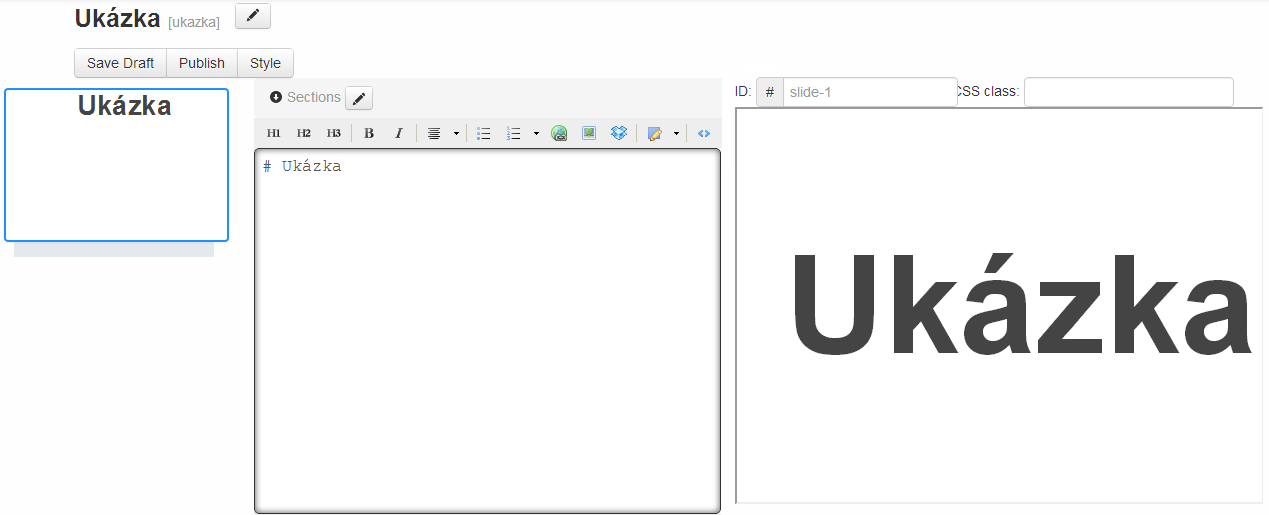 Ukázka [ukazka]
Save Draft Publish Style
Ukázka
Sections
H1 H2 H3 B I
# Ukázka
ID: # slide-1 CSS class:
Ukázka